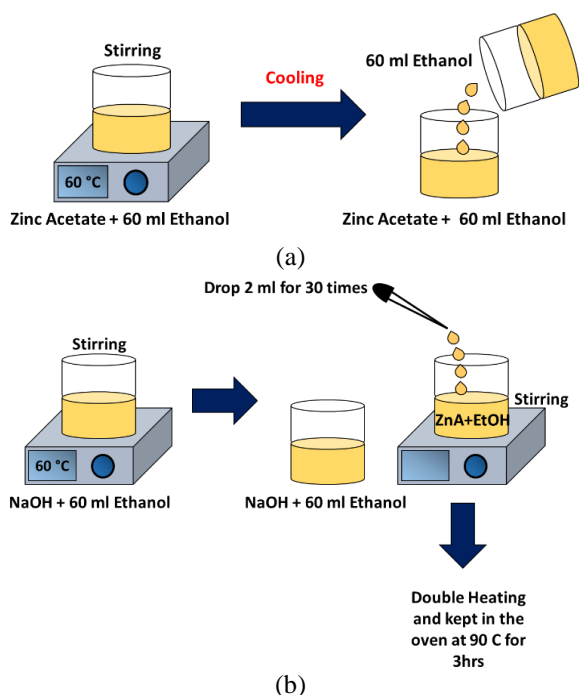 Stirring
Cooling
60 ml Ethanol
60 °C
Zinc Acetate + 60 ml Ethanol
Zinc Acetate +  60 ml Ethanol
(a)
Drop 2 ml for 30 times
Stirring
Stirring
ZnA+EtOH
60 °C
NaOH + 60 ml Ethanol
NaOH + 60 ml Ethanol
Double Heating
and kept in the
oven at 90 C for
3hrs
(b)